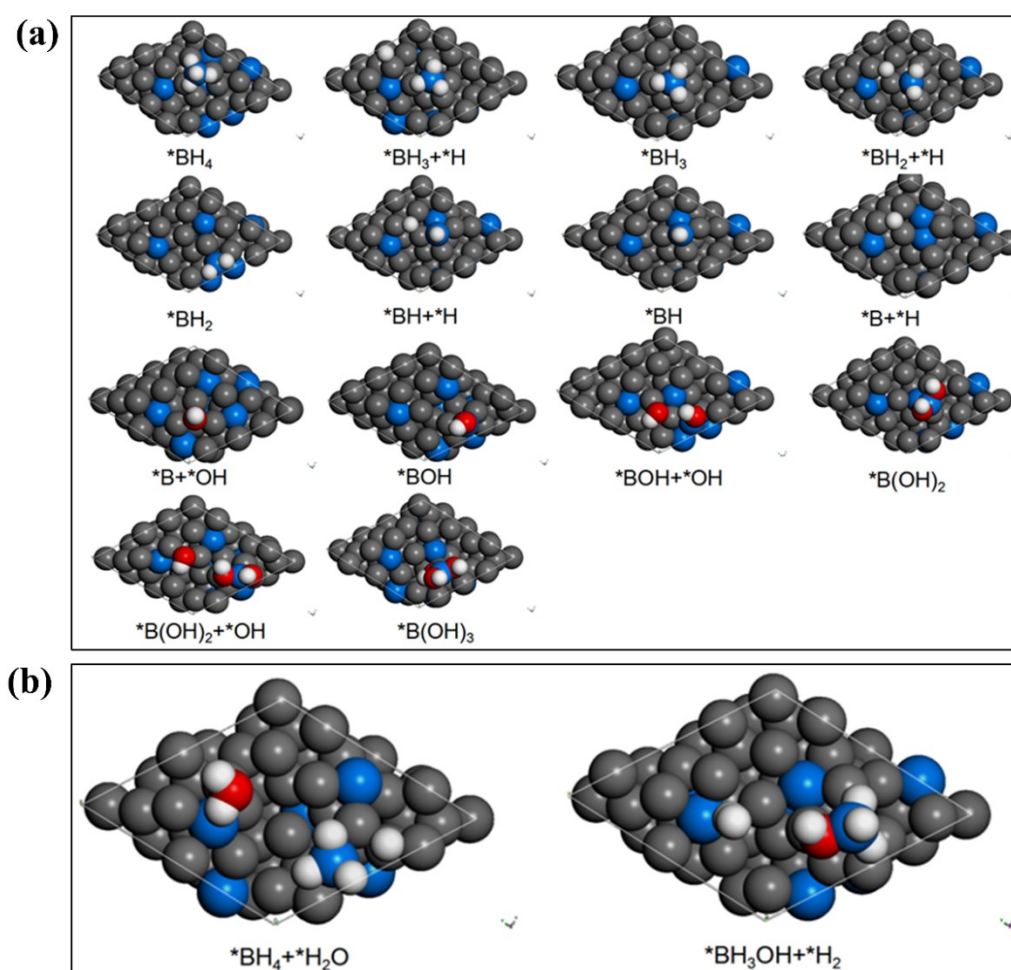 (a)
*BH₄ *BH₃+*H *BH₃ *BH₂+*H
*BH₂ *BH+*H *BH *B+*H
*B+*OH *BOH *BOH+*OH *B(OH)₂
*B(OH)₂+*OH *B(OH)₃
(b)
*BH₄+*H₂O *BH₃OH+*H₂